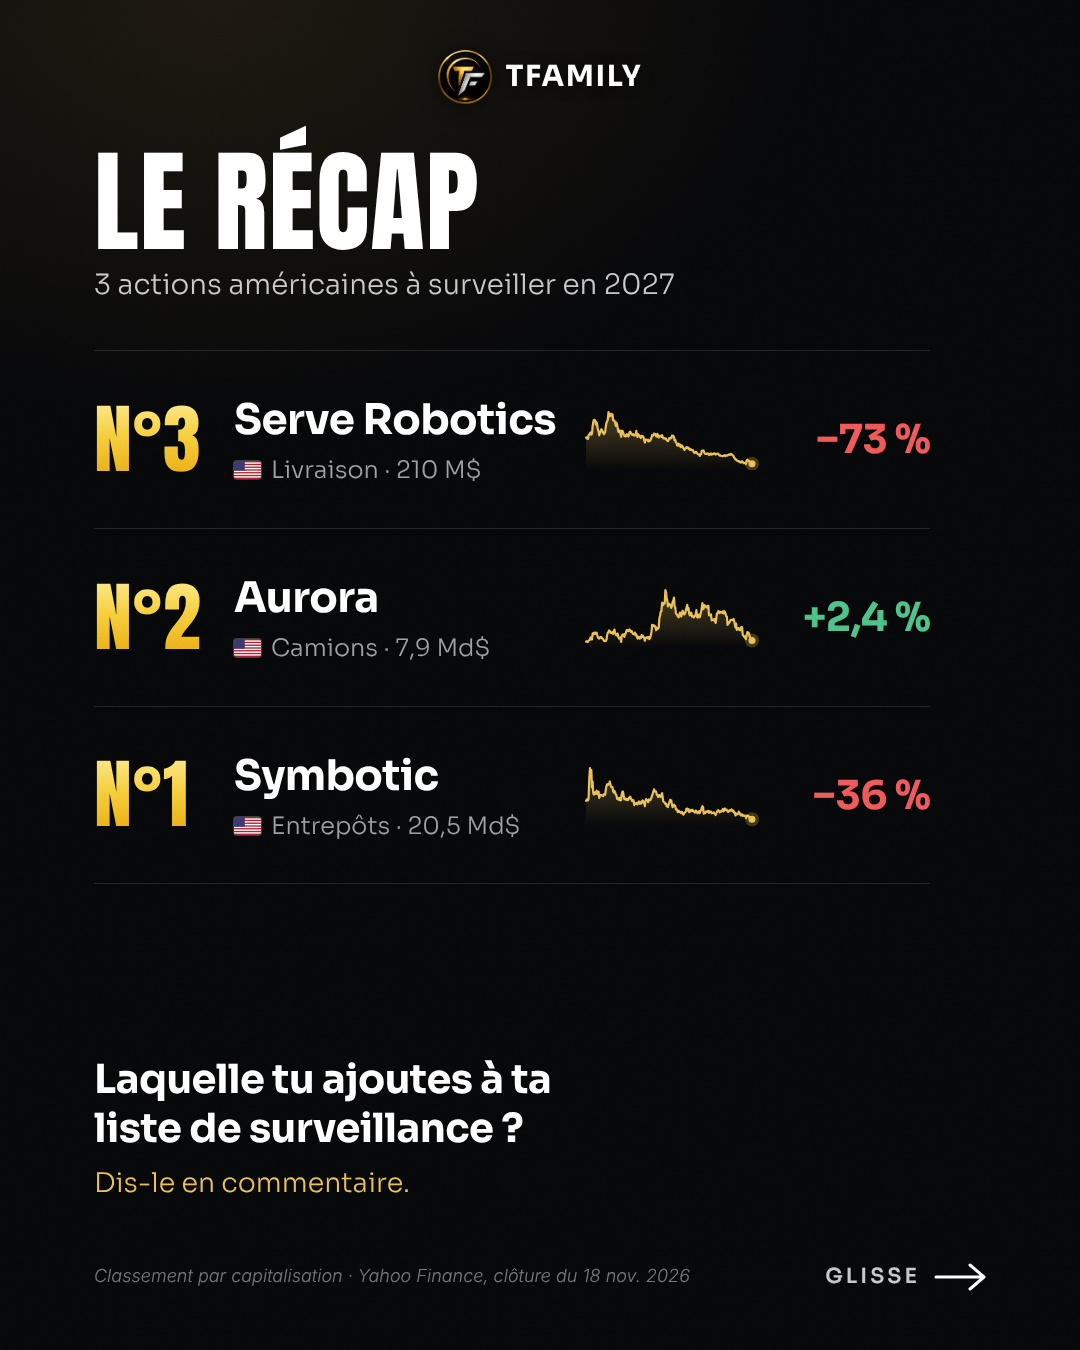 TFAMILY
LE RÉCAP
3 actions américaines à surveiller en 2027
N°3
Serve Robotics
Livraison · 210 M$
−73 %
N°2
Aurora
Camions · 7,9 Md$
+2,4 %
N°1
Symbotic
Entrepôts · 20,5 Md$
−36 %
Laquelle tu ajoutes à ta
liste de surveillance ?
Dis-le en commentaire.
Classement par capitalisation · Yahoo Finance, clôture du 18 nov. 2026
GLISSE